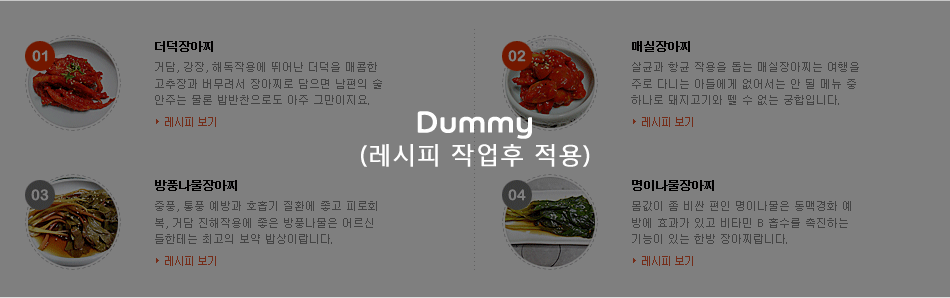 01
더덕장아찌
거담, 강장, 해독작용에 뛰어난 더덕을 매콤한
고추장과 버무려서 장아찌로 담으면 남편의 술
안주는 물론 밥반찬으로도 아주 그만이지요.
레시피 보기
02
매실장아찌
살균과 항균 작용을 돕는 매실장아찌는 여행을
주로 다니는 아들에게 없어서는 안 될 메뉴 중
하나로 돼지고기와 뗄 수 없는 궁합입니다.
레시피 보기
Dummy
(레시피 작업후 적용)
03
방풍나물장아찌
중풍, 통풍 예방과 호흡기 질환에 좋고 피로회
복, 거담 진해작용에 좋은 방풍나물은 어르신
들한테는 최고의 보약 밥상이랍니다.
레시피 보기
04
명이나물장아찌
몸값이 좀 비싼 편인 명이나물은 동맥경화 예
방에 효과가 있고 비타민 B 흡수를 촉진하는
기능이 있는 한방 장아찌랍니다.
레시피 보기